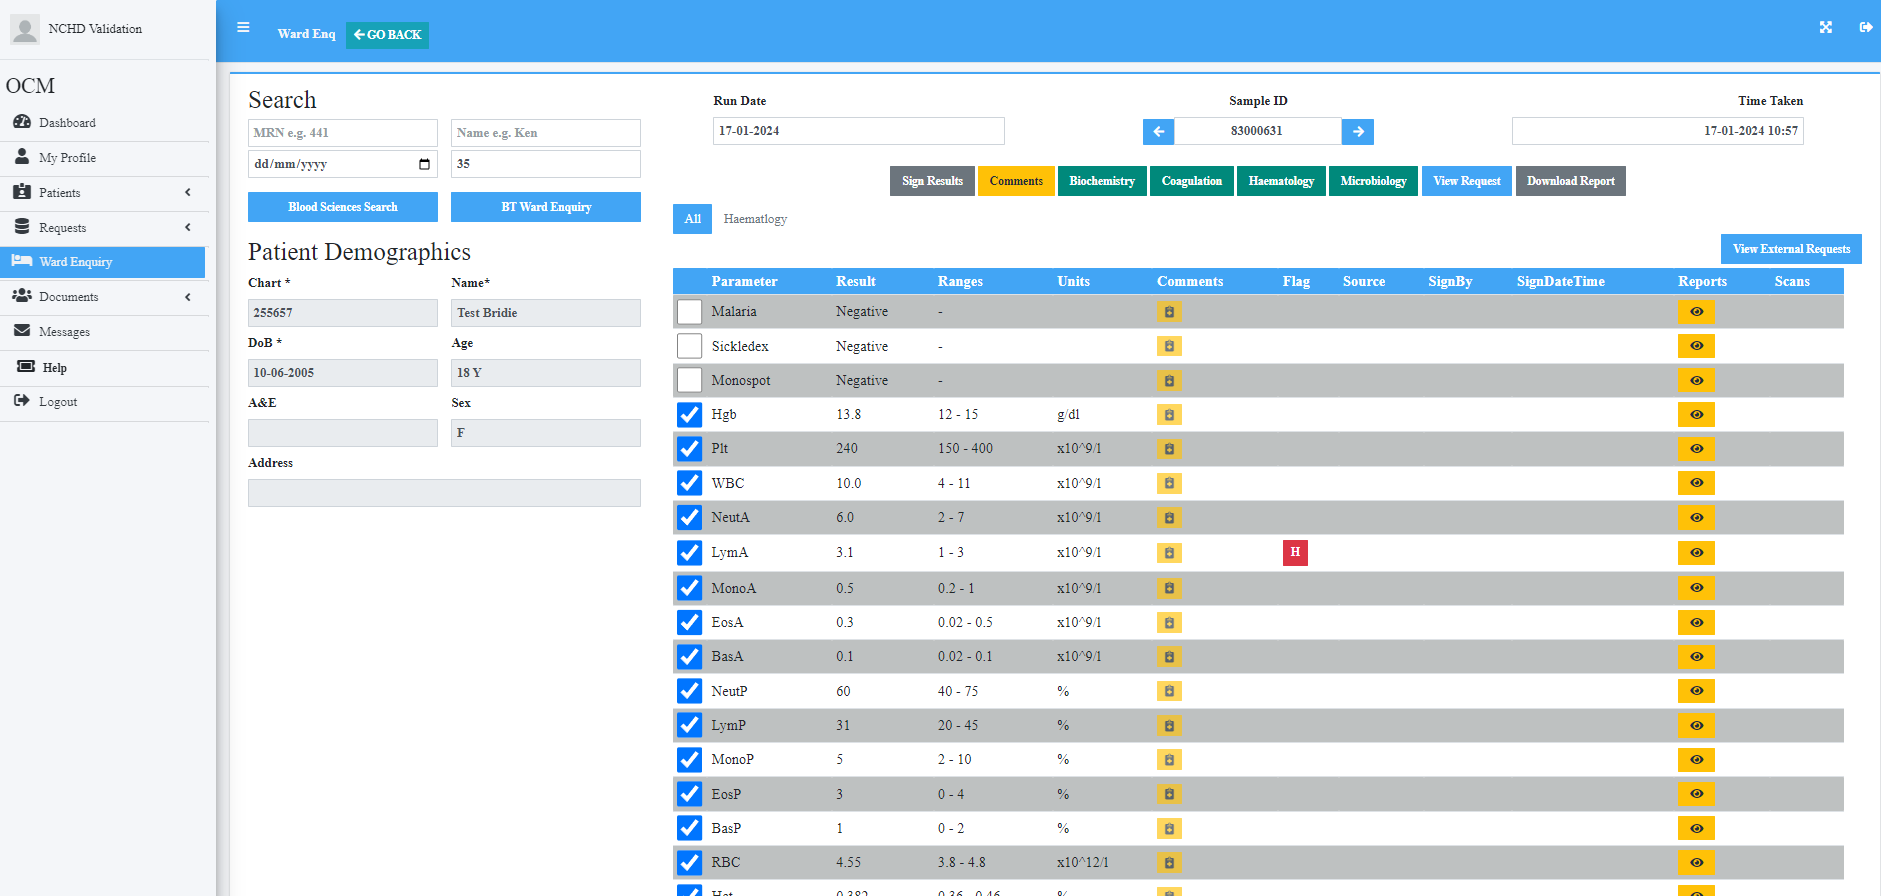 NCHD Validation
OCM
Dashboard
My Profile
Patients
Requests
Ward Enquiry
Documents
Messages
Help
Logout
Ward Enq GO BACK
Search
MRN e.g. 441 Name e.g. Ken
dd/mm/yyyy 35
Blood Sciences Search BT Ward Enquiry
Patient Demographics
Chart * Name*
255657 Test Bridie
DoB * Age
10-06-2005 18 Y
A&E Sex
F
Address
Run Date Sample ID Time Taken
17-01-2024 83000631 17-01-2024 10:57
Sign Results Comments Biochemistry Coagulation Haematology Microbiology View Request Download Report
All Haematlogy
View External Requests
Parameter Result Ranges Units Comments Flag Source SignBy SignDateTime Reports Scans
Malaria Negative -
Sickledex Negative -
Monospot Negative -
Hgb 13.8 12 - 15 g/dl
Plt 240 150 - 400 x10^9/l
WBC 10.0 4 - 11 x10^9/l
NeutA 6.0 2 - 7 x10^9/l
LymA 3.1 1 - 3 x10^9/l H
MonoA 0.5 0.2 - 1 x10^9/l
EosA 0.3 0.02 - 0.5 x10^9/l
BasA 0.1 0.02 - 0.1 x10^9/l
NeutP 60 40 - 75 %
LymP 31 20 - 45 %
MonoP 5 2 - 10 %
EosP 3 0 - 4 %
BasP 1 0 - 2 %
RBC 4.55 3.8 - 4.8 x10^12/l
0.382 0.36 - 0.46 %